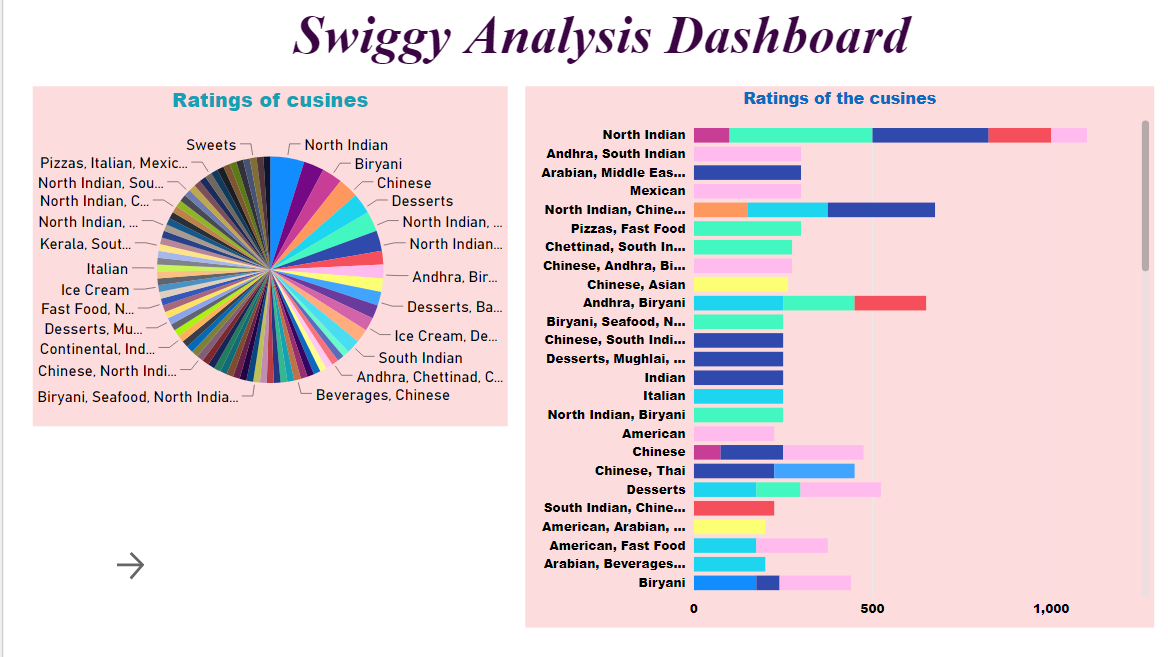 Swiggy Analysis Dashboard
Ratings of cusines
Sweets
North Indian
Pizzas, Italian, Mexic...
Biryani
North Indian, Sou...
Chinese
North Indian, C...
Desserts
North Indian, ...
North Indian, ...
Kerala, Sout...
North Indian...
Italian
Andhra, Bir...
Ice Cream
Fast Food, N...
Desserts, Ba...
Desserts, Mu...
Ice Cream, De...
Continental, Ind...
South Indian
Chinese, North Indi...
Andhra, Chettinad, C...
Biryani, Seafood, North India...
Beverages, Chinese
Ratings of the cusines
North Indian
Andhra, South Indian
Arabian, Middle Eas...
Mexican
North Indian, Chine...
Pizzas, Fast Food
Chettinad, South In...
Chinese, Andhra, Bi...
Chinese, Asian
Andhra, Biryani
Biryani, Seafood, N...
Chinese, South Indi...
Desserts, Mughlai, ...
Indian
Italian
North Indian, Biryani
American
Chinese
Chinese, Thai
Desserts
South Indian, Chine...
American, Arabian, ...
American, Fast Food
Arabian, Beverages...
Biryani
0 500 1,000